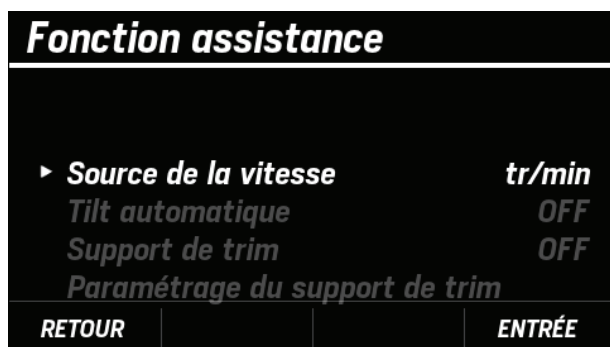 Fonction assistance
▸ Source de la vitesse tr/min
Tilt automatique OFF
Support de trim OFF
Paramétrage du support de trim
RETOUR ENTRÉE